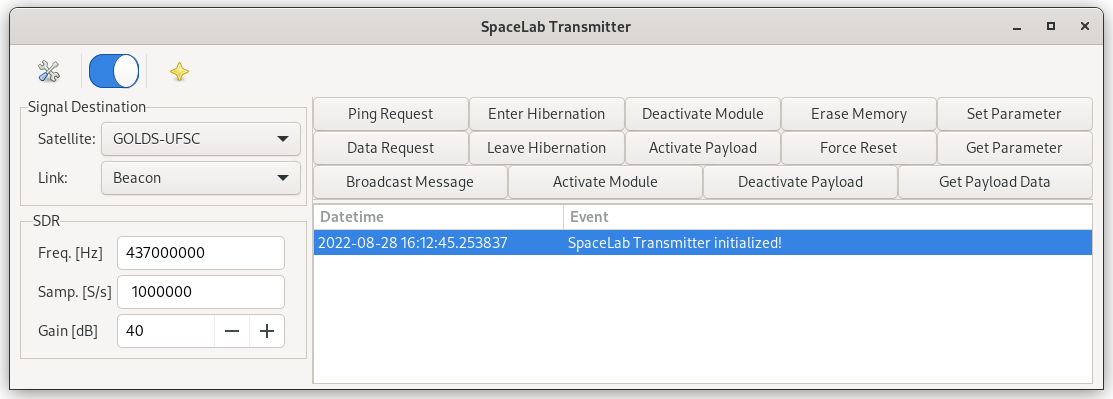 SpaceLab Transmitter
Signal Destination
Satellite: GOLDS-UFSC
Link: Beacon
SDR
Freq. [Hz] 437000000
Samp. [S/s] 1000000
Gain [dB] 40
Ping Request Enter Hibernation Deactivate Module Erase Memory Set Parameter
Data Request Leave Hibernation Activate Payload Force Reset Get Parameter
Broadcast Message Activate Module Deactivate Payload Get Payload Data
Datetime Event
2022-08-28 16:12:45.253837 SpaceLab Transmitter initialized!